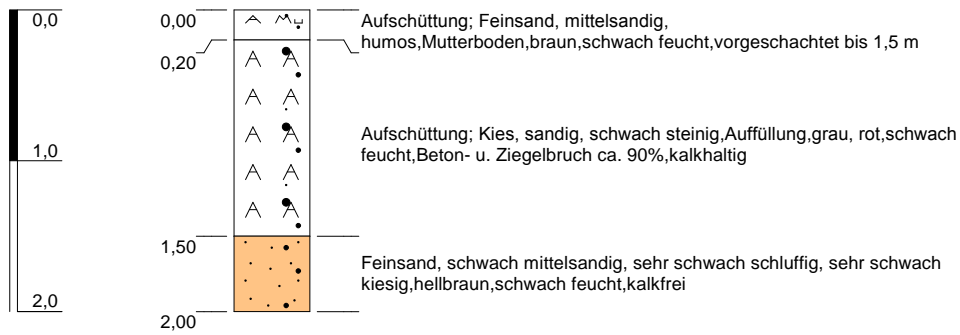 0,0
0,00
Aufschüttung; Feinsand, mittelsandig,
humos,Mutterboden,braun,schwach feucht,vorgeschachtet bis 1,5 m
0,20
Aufschüttung; Kies, sandig, schwach steinig,Auffüllung,grau, rot,schwach
feucht,Beton- u. Ziegelbruch ca. 90%,kalkhaltig
1,0
1,50
Feinsand, schwach mittelsandig, sehr schwach schluffig, sehr schwach
kiesig,hellbraun,schwach feucht,kalkfrei
2,0
2,00